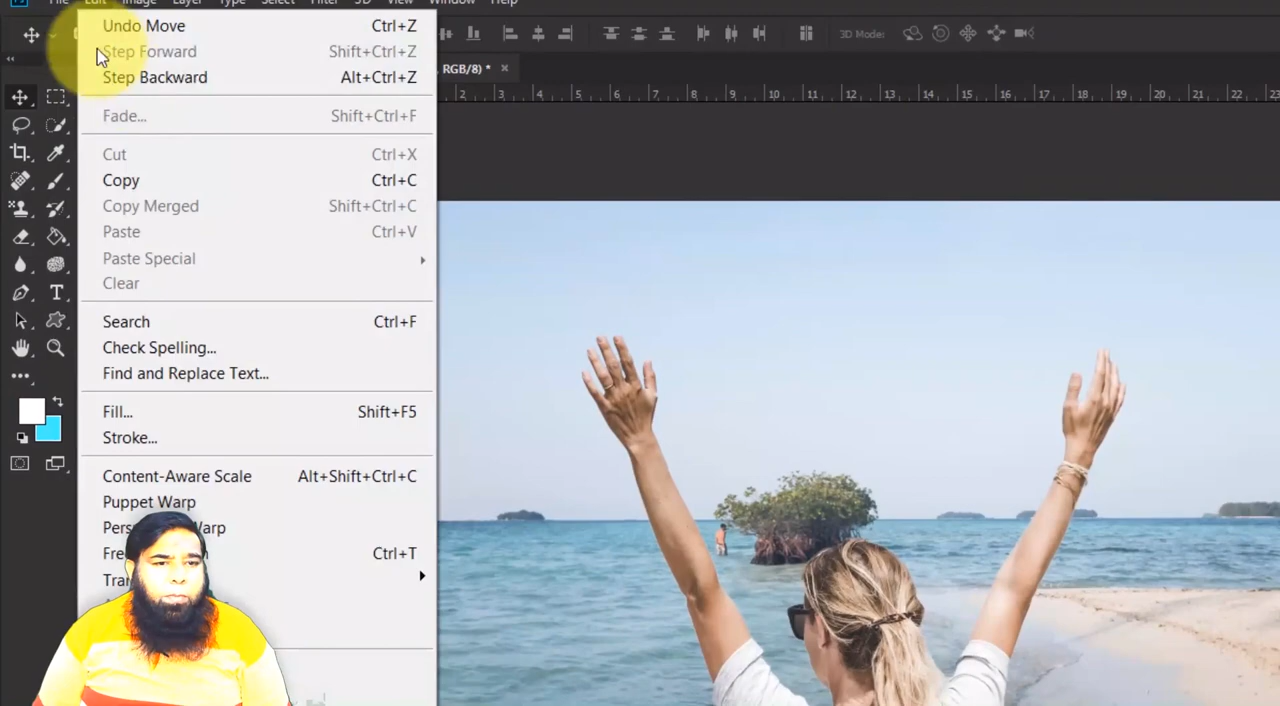 File Edit Image Layer Type Select Filter 3D View Window Help
3D Mode:
, RGB/8) * ×
2 3 4 5 6 7 8 9 10 11 12 13 14 15 16 17 18 19 20 21 22 23
Undo Move Ctrl+Z
Step Forward Shift+Ctrl+Z
Step Backward Alt+Ctrl+Z
Fade... Shift+Ctrl+F
Cut Ctrl+X
Copy Ctrl+C
Copy Merged Shift+Ctrl+C
Paste Ctrl+V
Paste Special
Clear
Search Ctrl+F
Check Spelling...
Find and Replace Text...
Fill... Shift+F5
Stroke...
Content-Aware Scale Alt+Shift+Ctrl+C
Puppet Warp
Ctrl+T